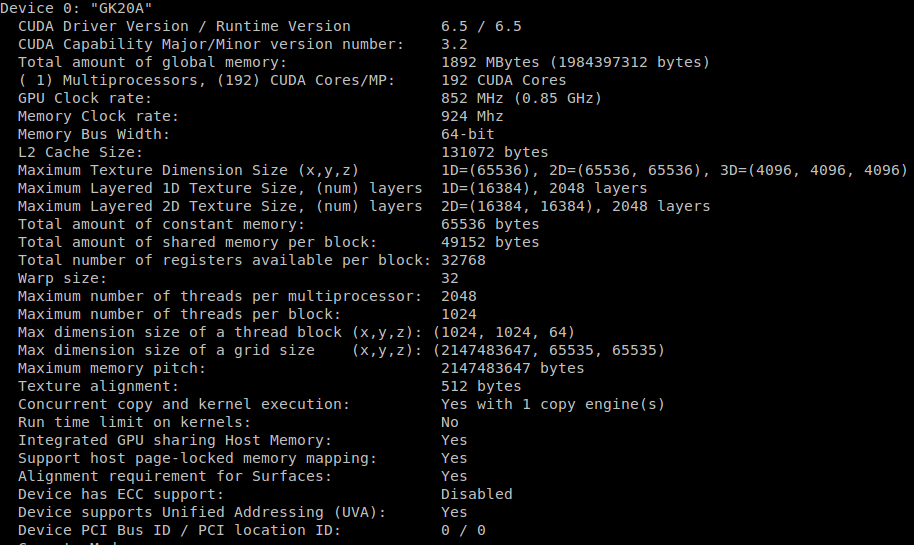 Device 0: "GK20A"
  CUDA Driver Version / Runtime Version          6.5 / 6.5
  CUDA Capability Major/Minor version number:    3.2
  Total amount of global memory:                 1892 MBytes (1984397312 bytes)
  ( 1) Multiprocessors, (192) CUDA Cores/MP:     192 CUDA Cores
  GPU Clock rate:                                852 MHz (0.85 GHz)
  Memory Clock rate:                             924 Mhz
  Memory Bus Width:                              64-bit
  L2 Cache Size:                                 131072 bytes
  Maximum Texture Dimension Size (x,y,z)         1D=(65536), 2D=(65536, 65536), 3D=(4096, 4096, 4096)
  Maximum Layered 1D Texture Size, (num) layers  1D=(16384), 2048 layers
  Maximum Layered 2D Texture Size, (num) layers  2D=(16384, 16384), 2048 layers
  Total amount of constant memory:               65536 bytes
  Total amount of shared memory per block:       49152 bytes
  Total number of registers available per block: 32768
  Warp size:                                     32
  Maximum number of threads per multiprocessor:  2048
  Maximum number of threads per block:           1024
  Max dimension size of a thread block (x,y,z): (1024, 1024, 64)
  Max dimension size of a grid size    (x,y,z): (2147483647, 65535, 65535)
  Maximum memory pitch:                          2147483647 bytes
  Texture alignment:                             512 bytes
  Concurrent copy and kernel execution:          Yes with 1 copy engine(s)
  Run time limit on kernels:                     No
  Integrated GPU sharing Host Memory:            Yes
  Support host page-locked memory mapping:       Yes
  Alignment requirement for Surfaces:            Yes
  Device has ECC support:                        Disabled
  Device supports Unified Addressing (UVA):      Yes
  Device PCI Bus ID / PCI location ID:           0 / 0